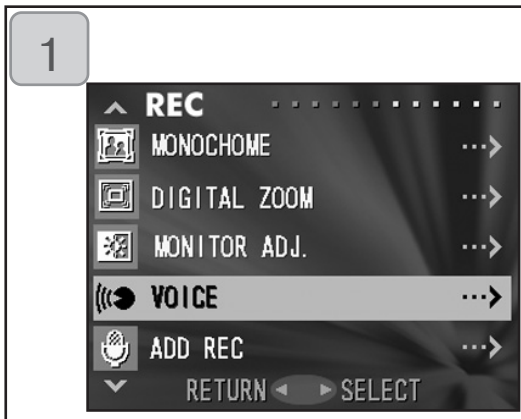 1
REC
MONOCHOME
DIGITAL ZOOM
MONITOR ADJ.
VOICE
ADD REC
RETURN SELECT